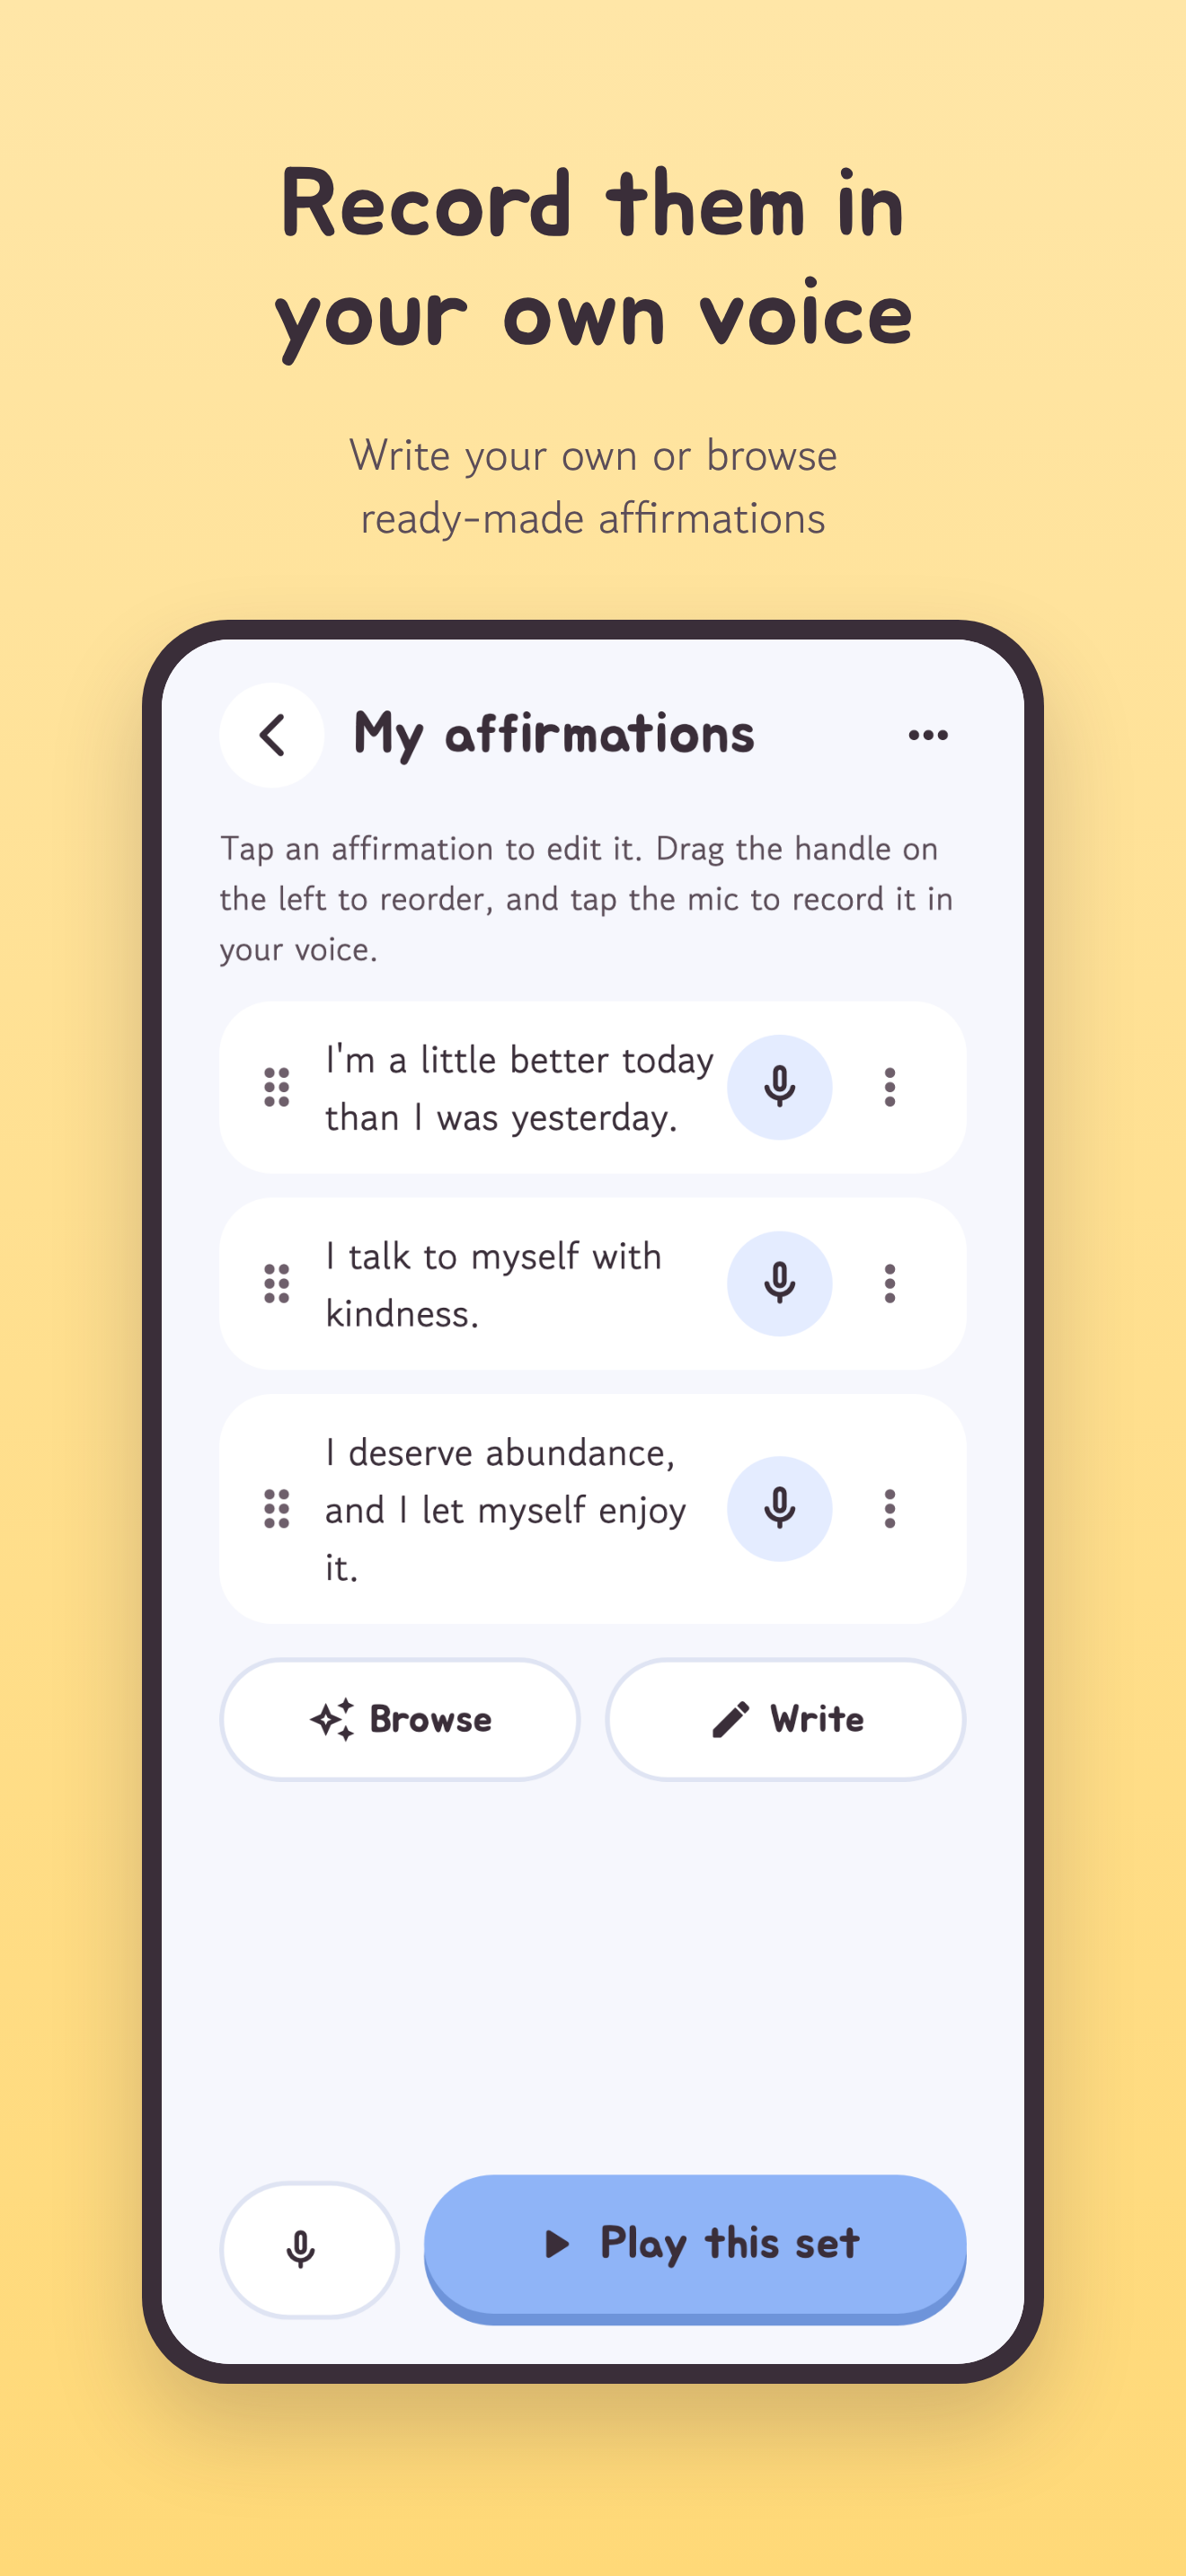 Record them in
your own voice
Write your own or browse
ready-made affirmations
My affirmations
Tap an affirmation to edit it. Drag the handle on
the left to reorder, and tap the mic to record it in
your voice.
I'm a little better today
than I was yesterday.
I talk to myself with
kindness.
I deserve abundance,
and I let myself enjoy
it.
Browse
Write
Play this set